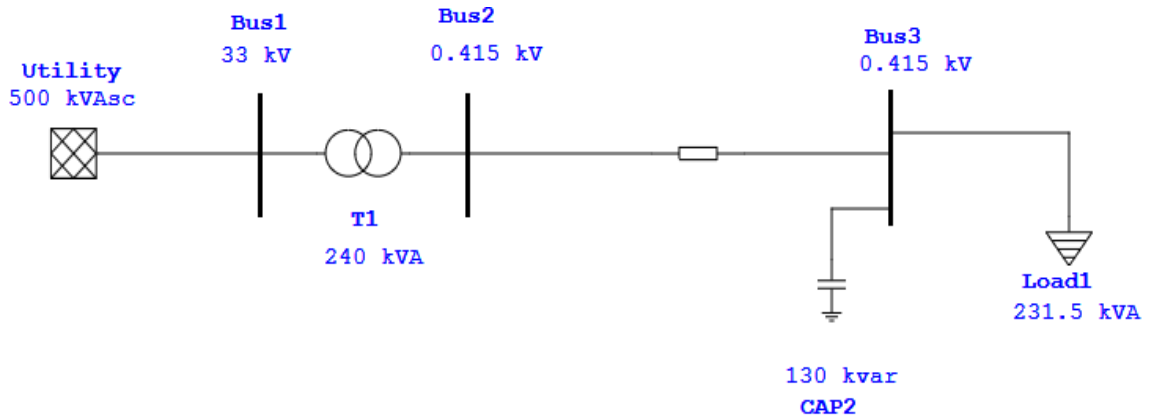 Utility
500 kVAsc
Bus1
33 kV
T1
240 kVA
Bus2
0.415 kV
Bus3
0.415 kV
130 kvar
CAP2
Load1
231.5 kVA